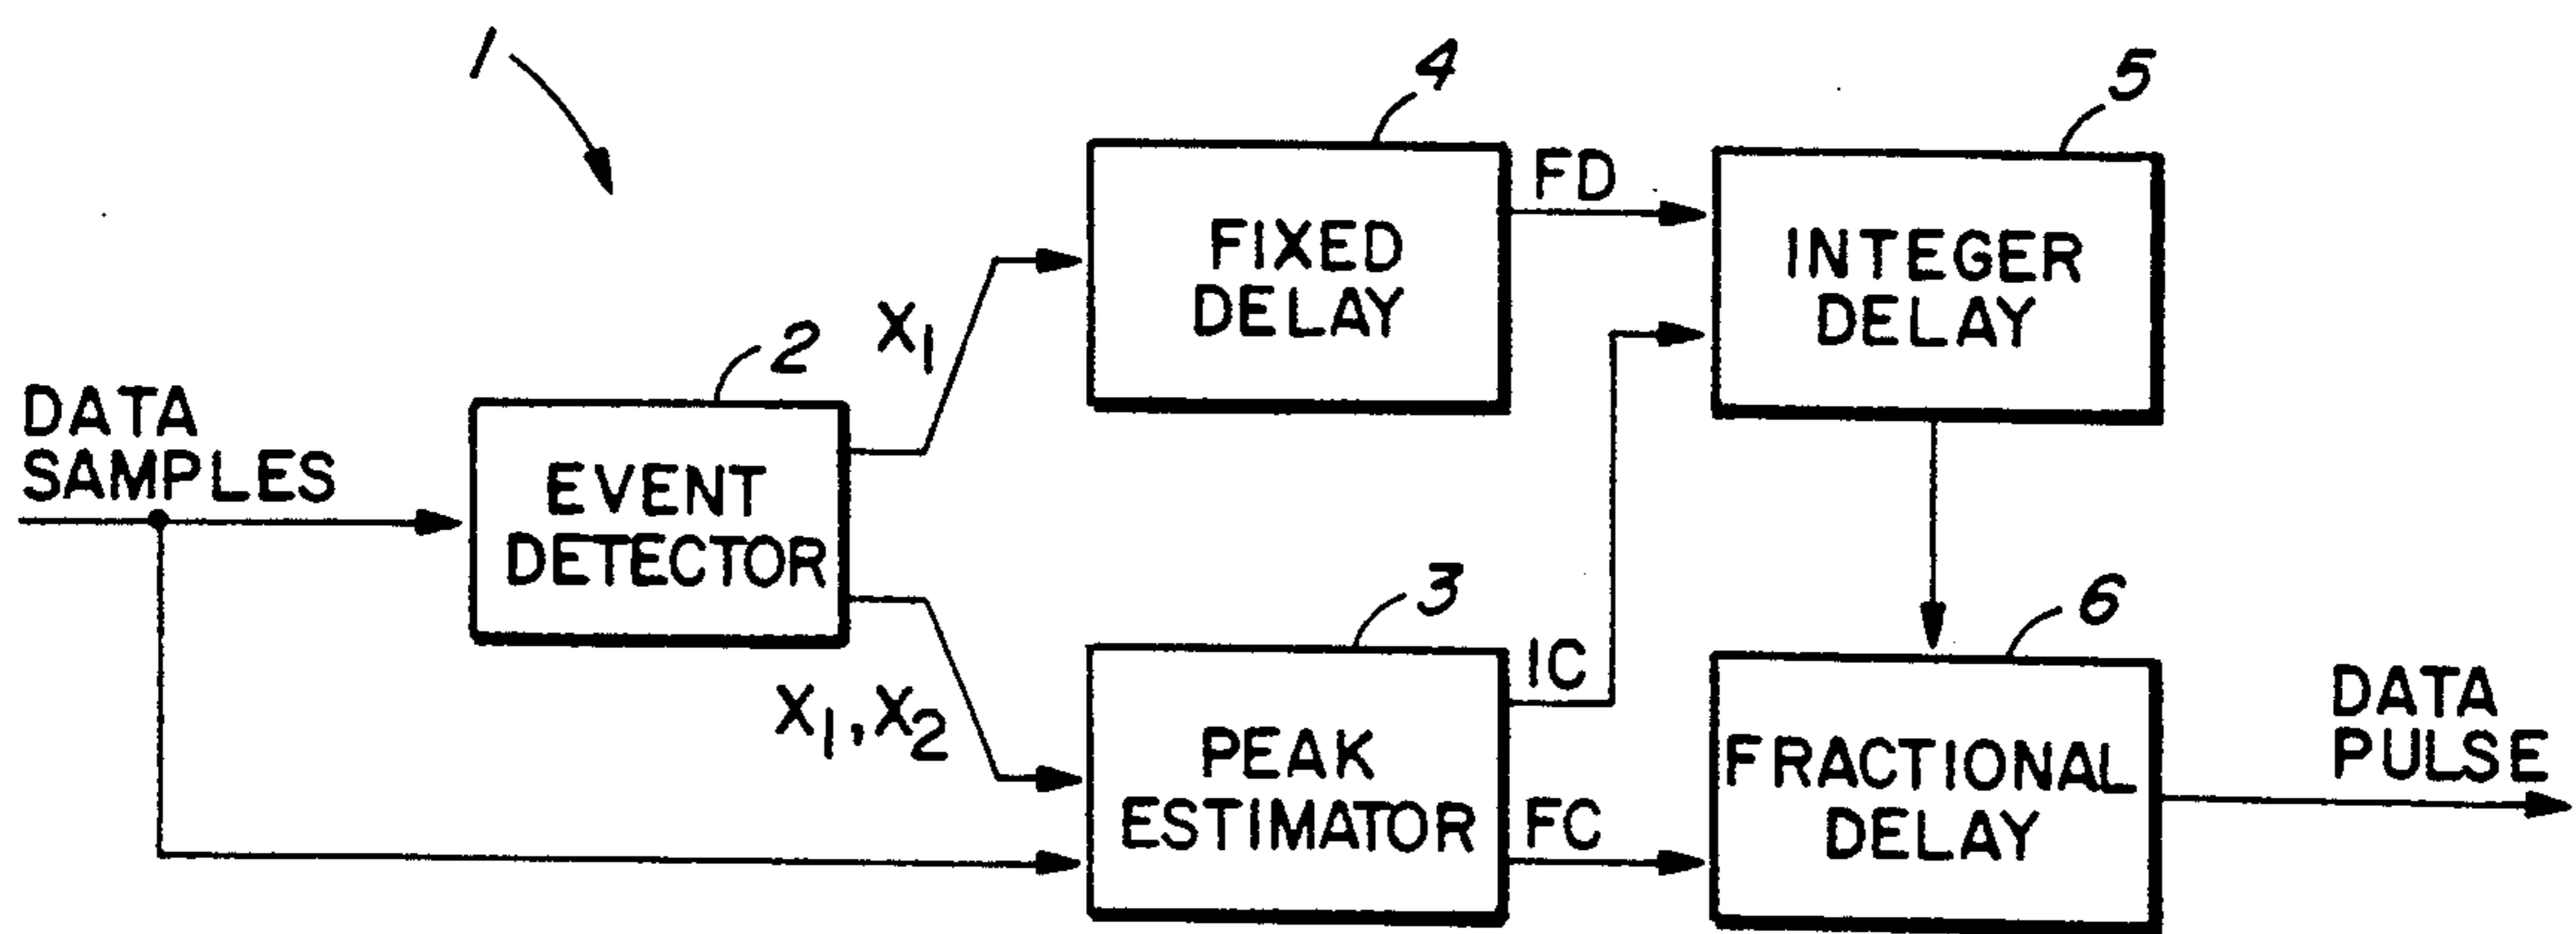 1
4
5
FD
FIXED
DELAY
INTEGER
DELAY
X1
2
DATA
SAMPLES
EVENT
DETECTOR
3
6
X1, X2
IC
DATA
PULSE
PEAK
ESTIMATOR
FC
FRACTIONAL
DELAY